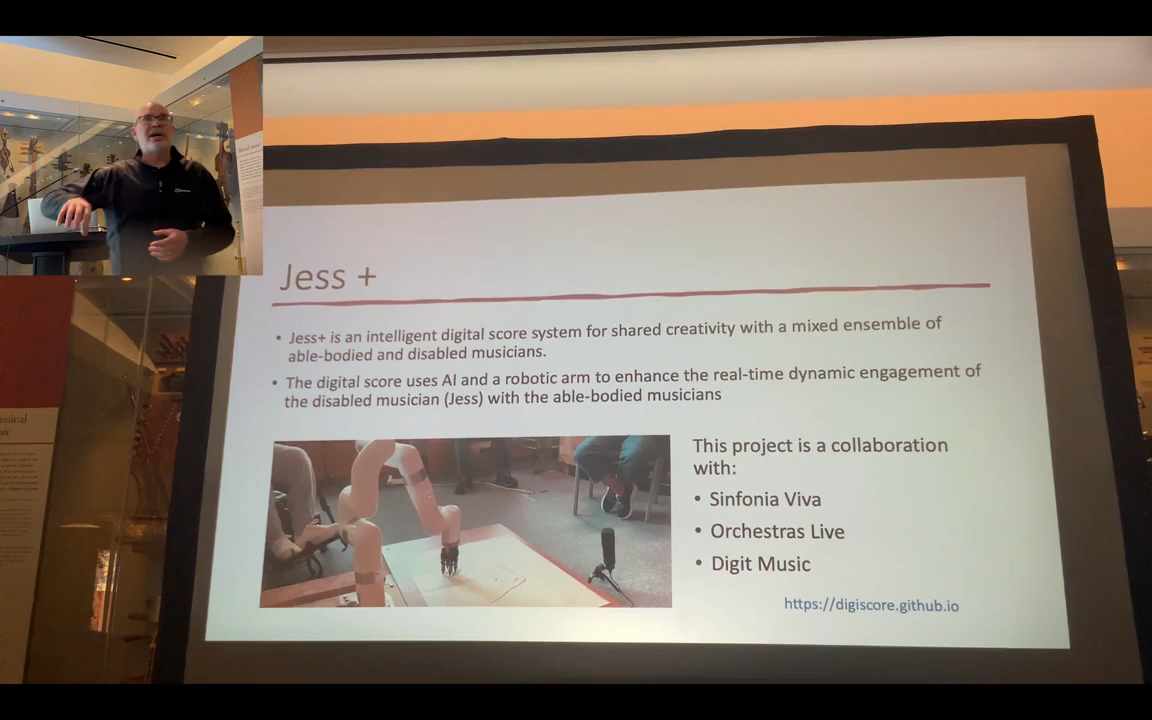 Jess +
• Jess+ is an intelligent digital score system for shared creativity with a mixed ensemble of
able-bodied and disabled musicians.
• The digital score uses AI and a robotic arm to enhance the real-time dynamic engagement of
the disabled musician (Jess) with the able-bodied musicians
This project is a collaboration
with:
• Sinfonia Viva
• Orchestras Live
• Digit Music
https://digiscore.github.io